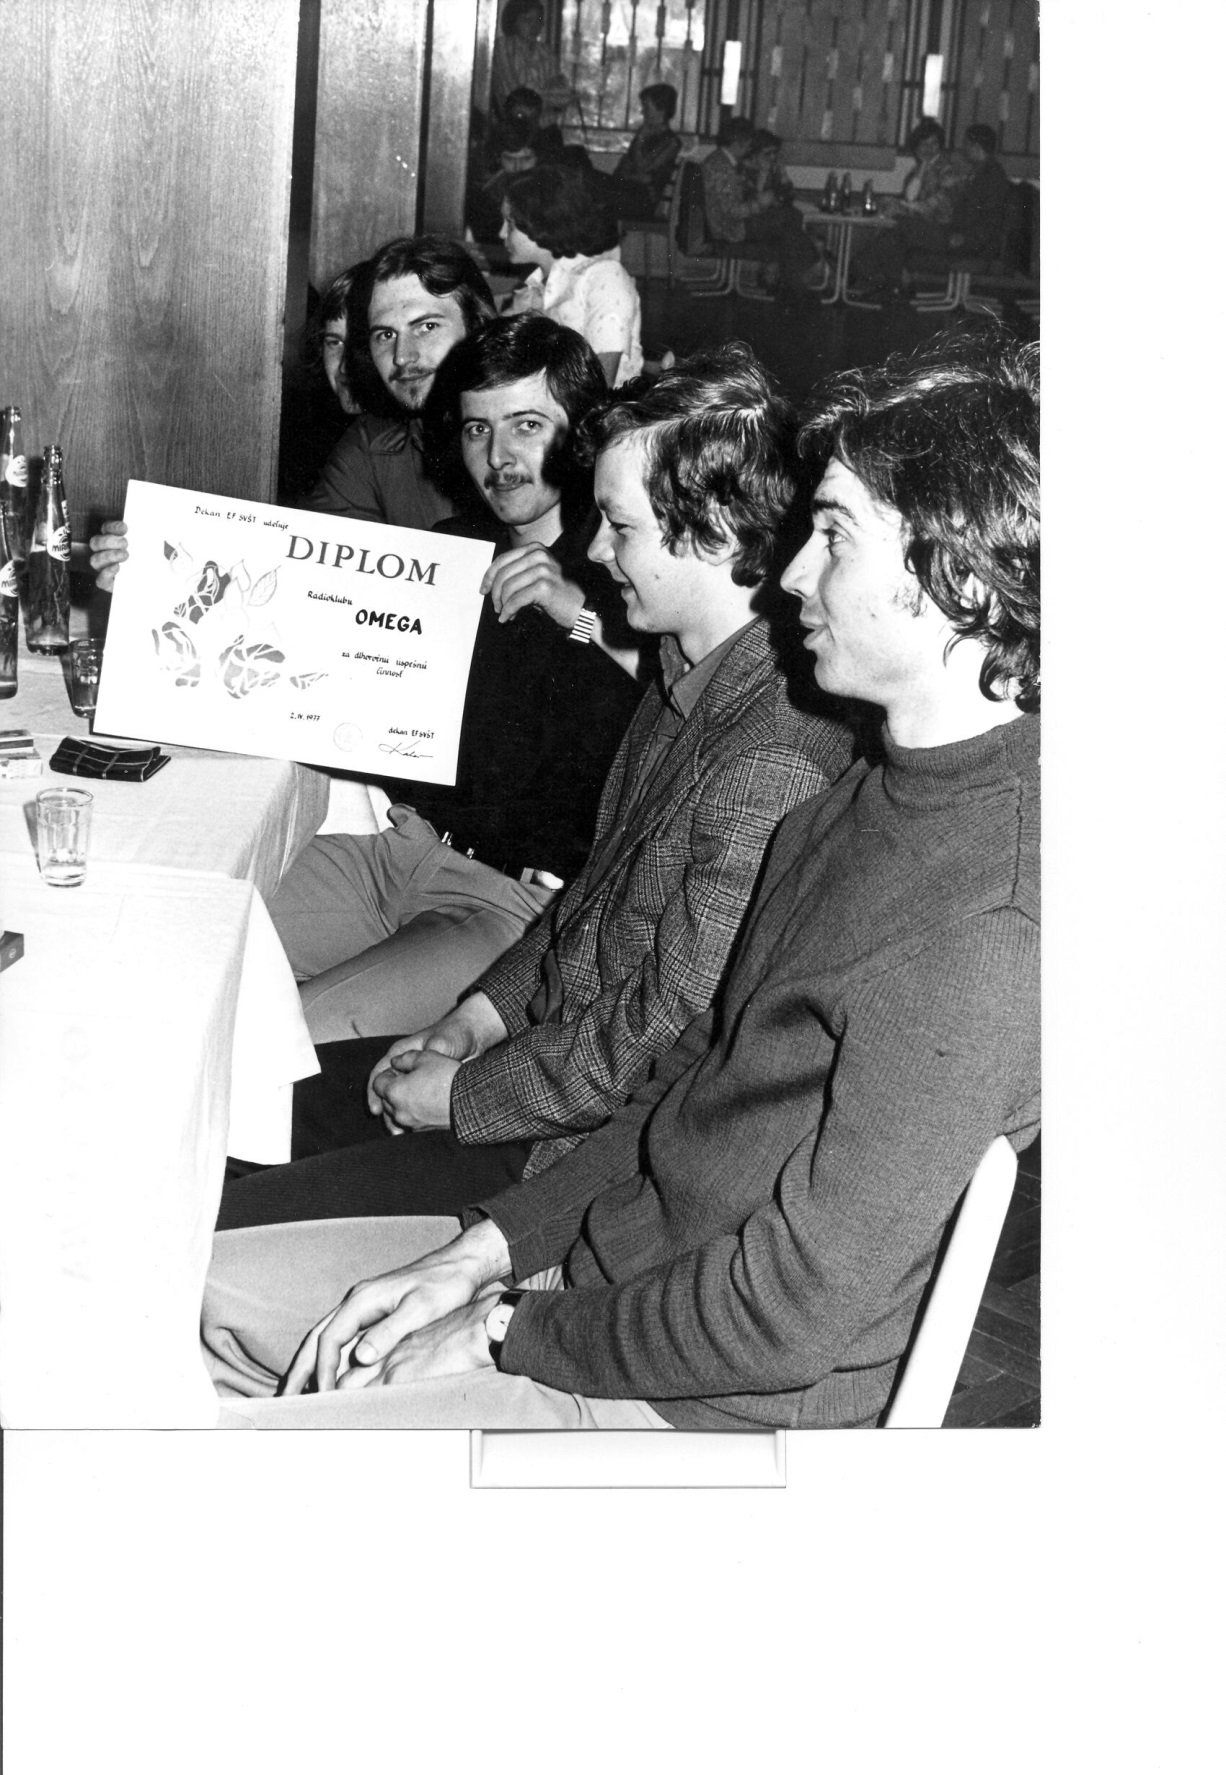 Dekan EF SVŠT udeľuje
DIPLOM
Rádioklubu
OMEGA
za dlhoročnú úspešnú
činnosť
2. IV. 1977
dekan EF SVŠT